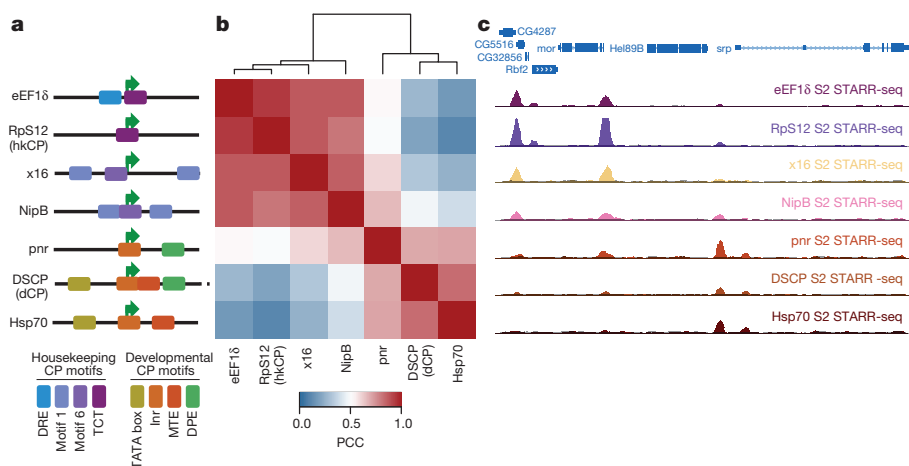 a
eEF1δ
RpS12
(hkCP)
x16
NipB
pnr
DSCP
(dCP)
Hsp70
Housekeeping
CP motifs
Developmental
CP motifs
DRE
Motif 1
Motif 6
TCT
TATA box
Inr
MTE
DPE
b
eEF1δ
RpS12
(hkCP)
x16
NipB
pnr
DSCP
(dCP)
Hsp70
0.0
0.5
1.0
PCC
c
CG4287
CG5516
CG32856
Rbf2
mor
Hel89B
srp
eEF1δ S2 STARR-seq
RpS12 S2 STARR-seq
x16 S2 STARR-seq
NipB S2 STARR-seq
pnr S2 STARR-seq
DSCP S2 STARR -seq
Hsp70 S2 STARR-seq